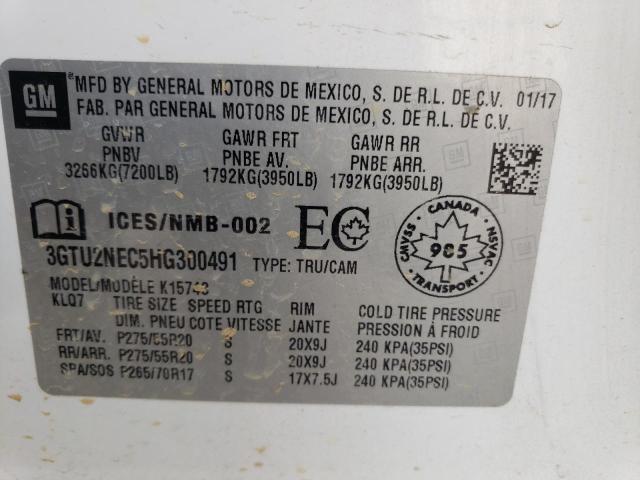 GM
MFD BY GENERAL MOTORS DE MEXICO, S. DE R.L. DE C.V. 01/17
FAB. PAR GENERAL MOTORS DE MEXICO, S. DE R.L. DE C.V.
GVWR GAWR FRT GAWR RR
PNBV PNBE AV. PNBE ARR.
3266KG(7200LB) 1792KG(3950LB) 1792KG(3950LB)
ICES/NMB-002 EC
CANADA
CMVSS 905 NSVAC
TRANSPORT
3GTU2NEC5HG300491 TYPE: TRU/CAM
MODEL/MODÈLE K15743
KLQ7 TIRE SIZE SPEED RTG RIM COLD TIRE PRESSURE
DIM. PNEU COTE VITESSE JANTE PRESSION À FROID
FRT/AV. P275/55R20 S 20X9J 240 KPA(35PSI)
RR/ARR. P275/55R20 S 20X9J 240 KPA(35PSI)
SPA/SOS P265/70R17 S 17X7.5J 240 KPA(35PSI)